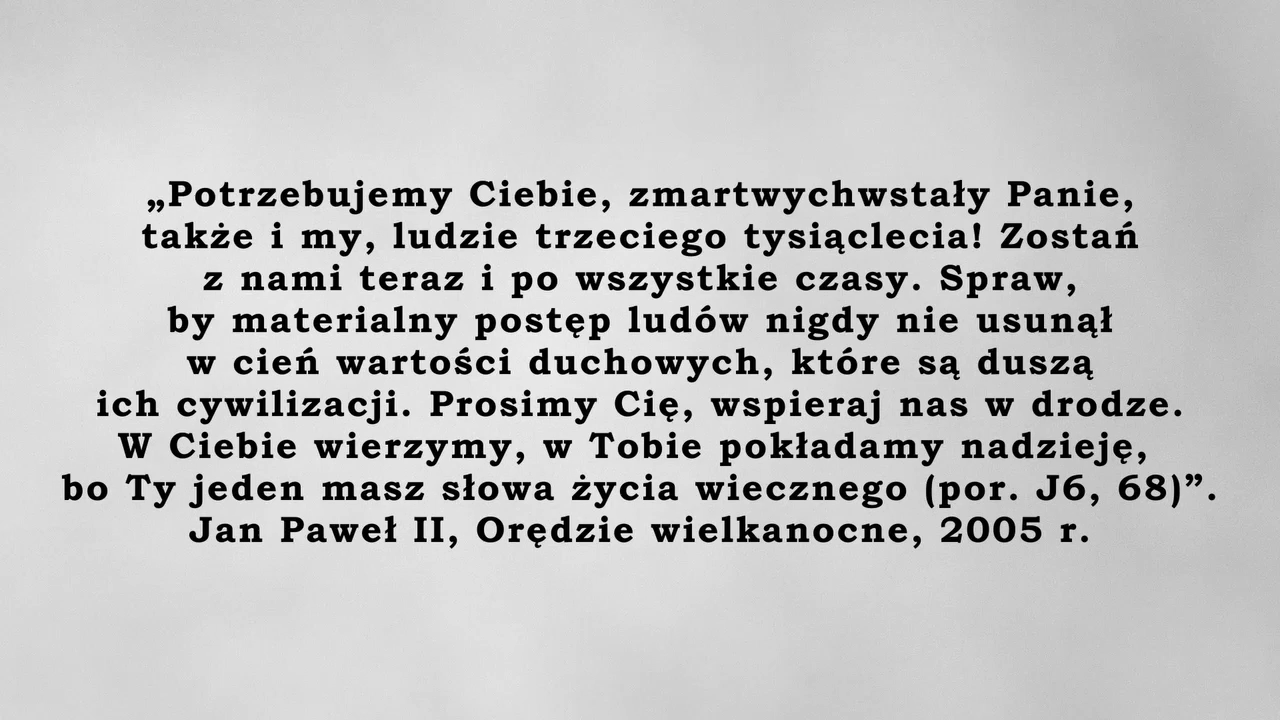 „Potrzebujemy Ciebie, zmartwychwstały Panie,
także i my, ludzie trzeciego tysiąclecia! Zostań
z nami teraz i po wszystkie czasy. Spraw,
by materialny postęp ludów nigdy nie usunął
w cień wartości duchowych, które są duszą
ich cywilizacji. Prosimy Cię, wspieraj nas w drodze.
W Ciebie wierzymy, w Tobie pokładamy nadzieję,
bo Ty jeden masz słowa życia wiecznego (por. J6, 68)”.
Jan Paweł II, Orędzie wielkanocne, 2005 r.